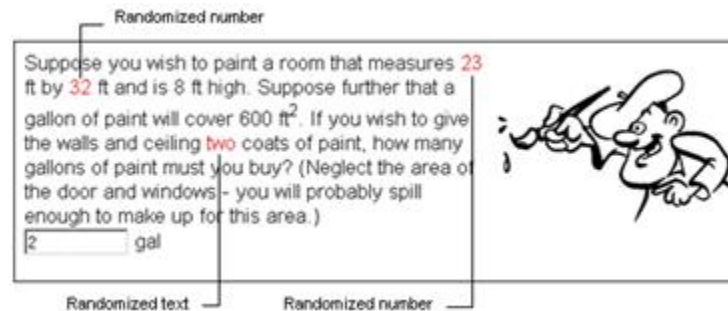 Randomized number
Suppose you wish to paint a room that measures 23
ft by 32 ft and is 8 ft high. Suppose further that a
gallon of paint will cover 600 ft². If you wish to give
the walls and ceiling two coats of paint, how many
gallons of paint must you buy? (Neglect the area of
the door and windows - you will probably spill
enough to make up for this area.)
2 gal
Randomized text Randomized number